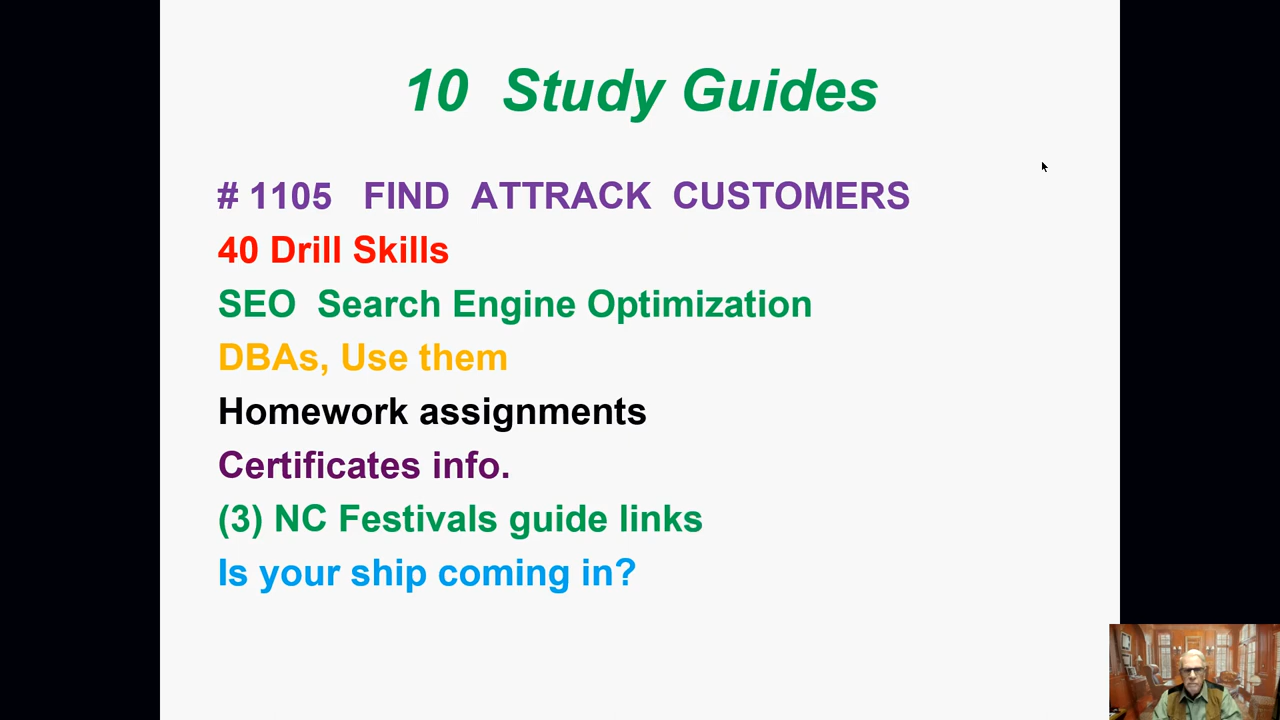 10 Study Guides
# 1105 FIND ATTRACK CUSTOMERS
40 Drill Skills
SEO Search Engine Optimization
DBAs, Use them
Homework assignments
Certificates info.
(3) NC Festivals guide links
Is your ship coming in?